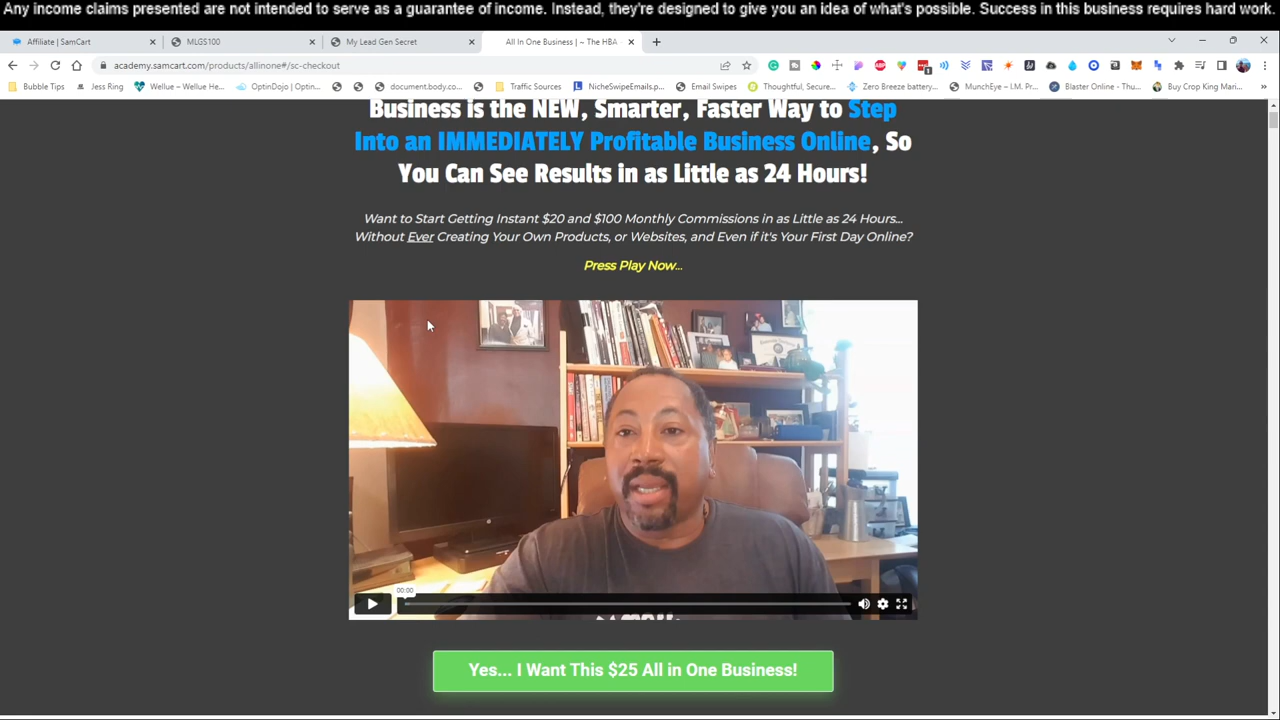 Any income claims presented are not intended to serve as a guarantee of income. Instead, they're designed to give you an idea of what's possible. Success in this business requires hard work.
Affiliate | SamCart
MLGS100
My Lead Gen Secret
All In One Business | ~ The HBA
academy.samcart.com/products/allinone#/sc-checkout
Bubble Tips
Jess Ring
Wellue – Wellue He...
OptinDojo | Optin...
document.body.co...
Traffic Sources
NicheSwipeEmails.p...
Email Swipes
Thoughtful, Secure...
Zero Breeze battery...
MunchEye – I.M. Pr...
Blaster Online - Thu...
Buy Crop King Mari...
Business is the NEW, Smarter, Faster Way to Step
Into an IMMEDIATELY Profitable Business Online, So
You Can See Results in as Little as 24 Hours!
Want to Start Getting Instant $20 and $100 Monthly Commissions in as Little as 24 Hours...
Without Ever Creating Your Own Products, or Websites, and Even if it's Your First Day Online?
Press Play Now...
00:00
Yes... I Want This $25 All in One Business!